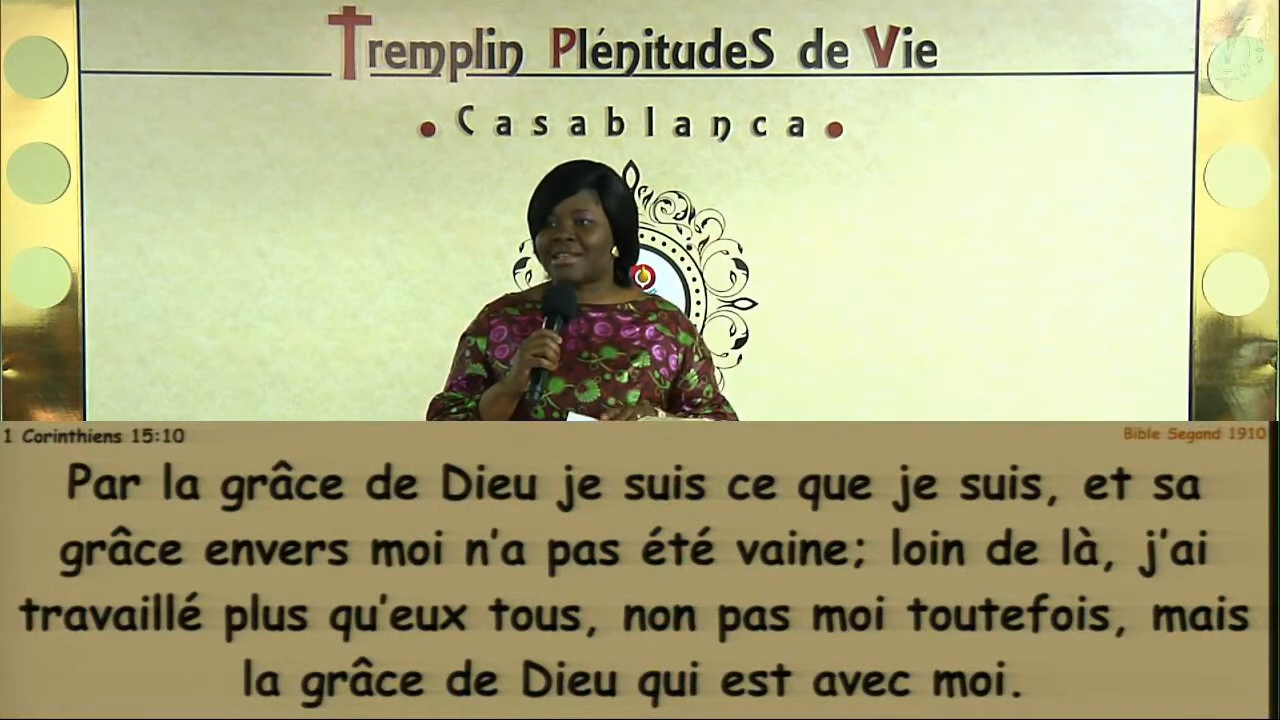 Tremplin PlénitudeS de Vie
Casablanca
1 Corinthiens 15:10
Bible Segond 1910
Par la grâce de Dieu je suis ce que je suis, et sa
grâce envers moi n'a pas été vaine; loin de là, j'ai
travaillé plus qu'eux tous, non pas moi toutefois, mais
la grâce de Dieu qui est avec moi.